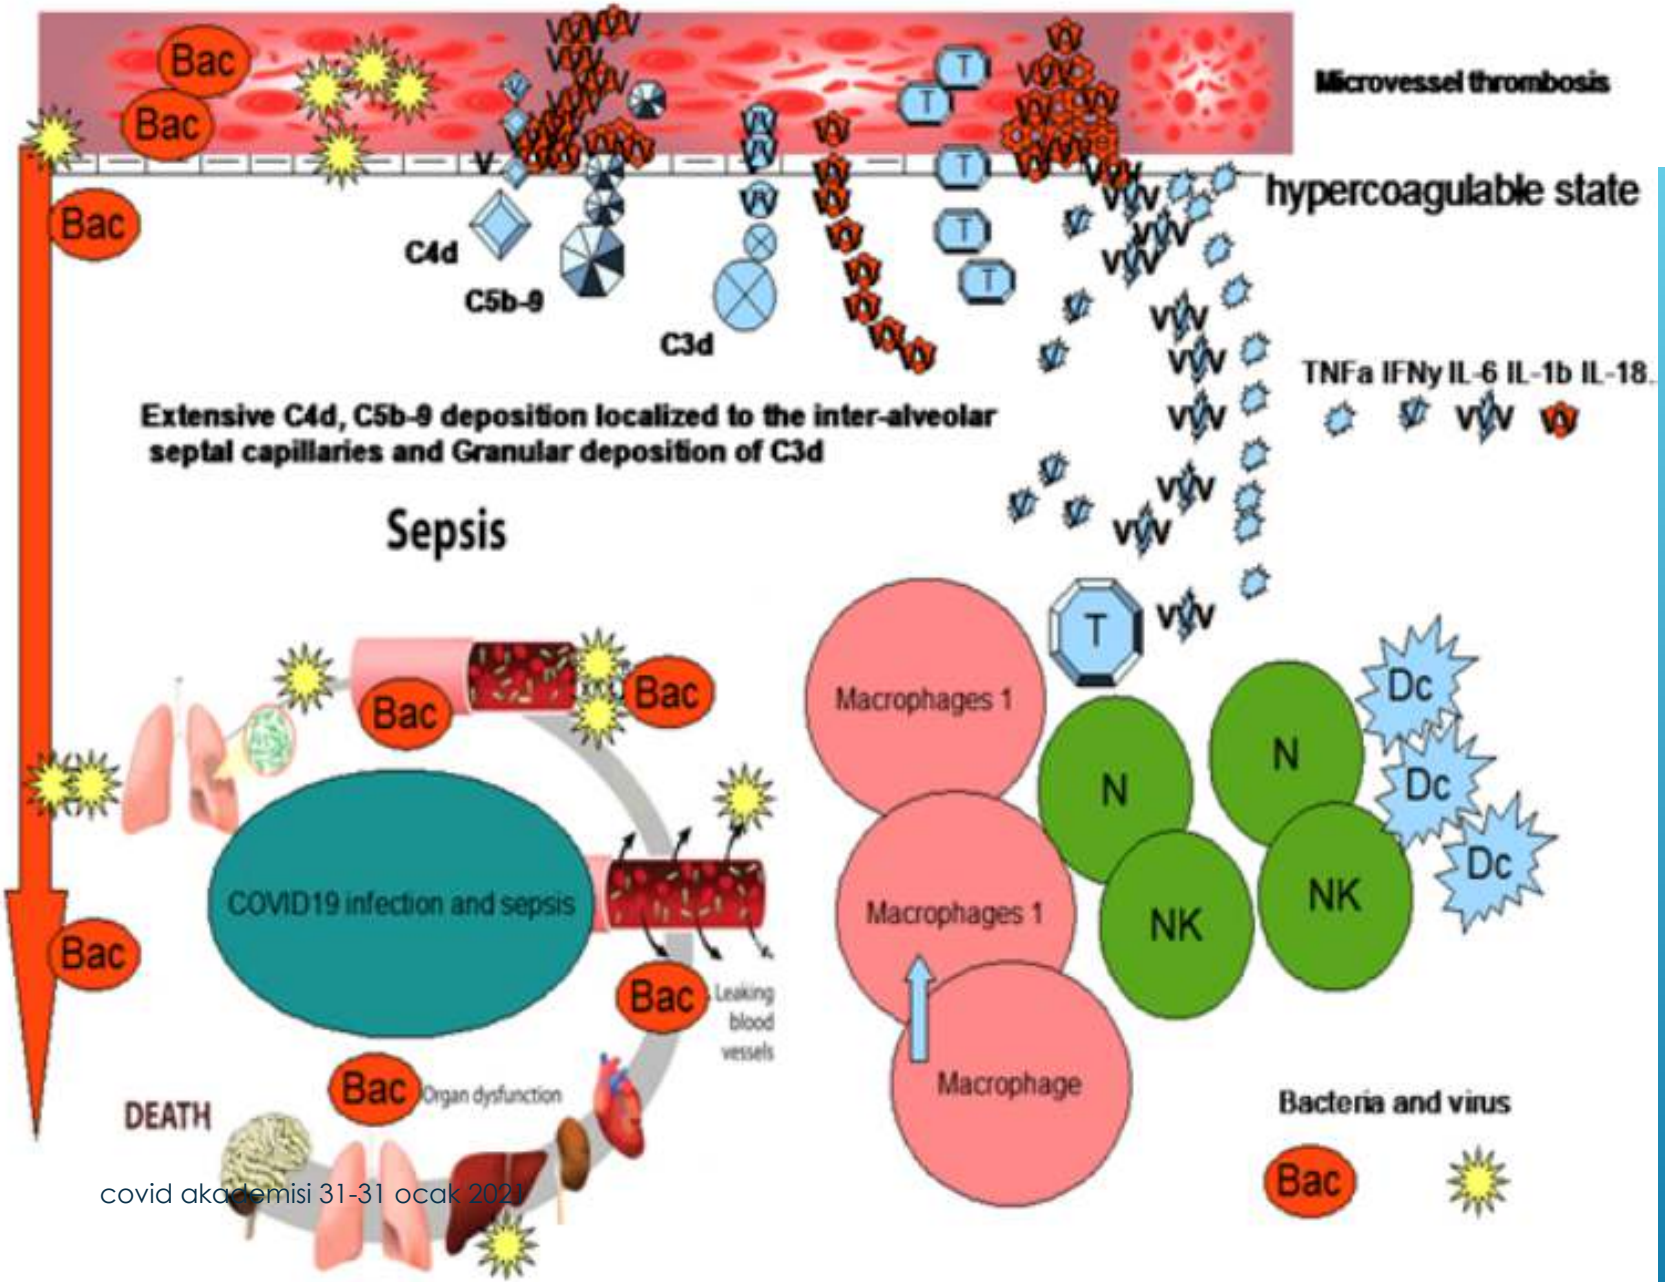 Bac
Bac
Microvessel thrombosis
T
T
T
V
Bac
hypercoagulable state
C4d
T
C5b-9
T
C3d
TNFa IFNy IL-6 IL-1b IL-18.
Extensive C4d, C5b-9 deposition localized to the inter-alveolar
septal capillaries and Granular deposition of C3d
Sepsis
T
Bac
Bac
Macrophages 1
Dc
N
N
Dc
Dc
COVID19 infection and sepsis
Macrophages 1
NK
NK
Bac
Bac
Leaking
blood
vessels
Bac
Organ dysfunction
DEATH
Macrophage
Bacteria and virus
Bac
covid akademisi 31-31 ocak 2021